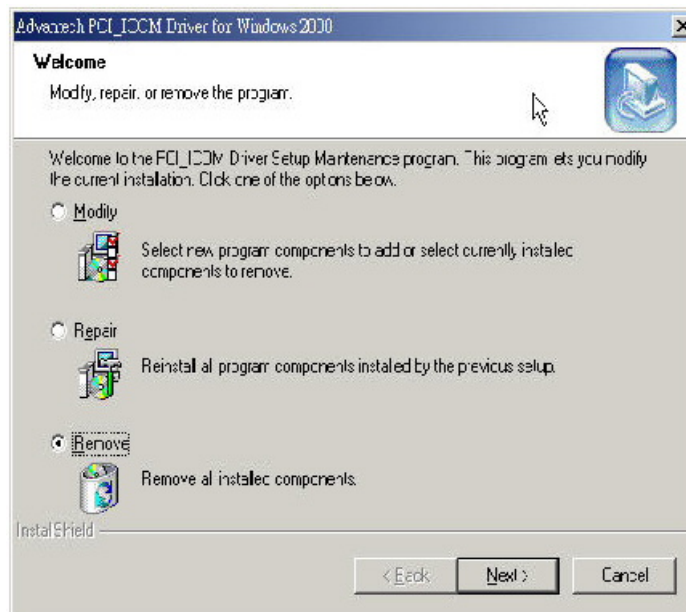 Advantech PCI_ICOM Driver for Windows 2000
Welcome
Modify, repair, or remove the program.
Welcome to the PCI_ICOM Driver Setup Maintenance program. This program lets you modify
the current installation. Click one of the options below.
Modify
Select new program components to add or select currently installed
components to remove.
Repair
Reinstall all program components installed by the previous setup.
Remove
Remove all installed components.
InstallShield
< Back
Next >
Cancel